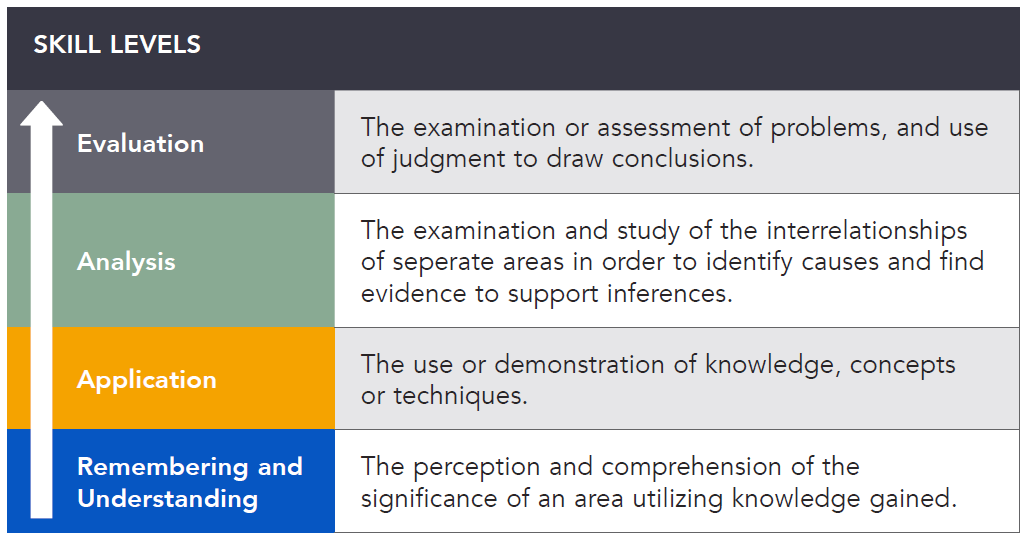 SKILL LEVELS
Evaluation
The examination or assessment of problems, and use
of judgment to draw conclusions.
Analysis
The examination and study of the interrelationships
of seperate areas in order to identify causes and find
evidence to support inferences.
Application
The use or demonstration of knowledge, concepts
or techniques.
Remembering and
Understanding
The perception and comprehension of the
significance of an area utilizing knowledge gained.